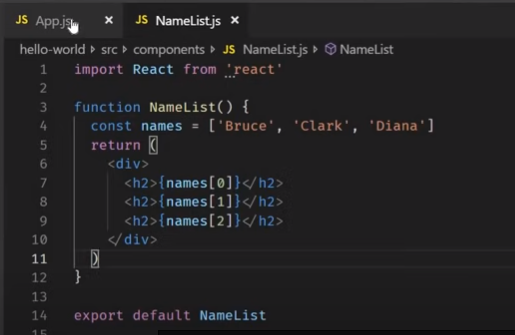 JS App.js × JS NameList.js ×
hello-world > src > components > JS NameList.js > NameList
1 import React from 'react'
2
3 function NameList() {
4 const names = ['Bruce', 'Clark', 'Diana']
5 return (
6 <div>
7 <h2>{names[0]}</h2>
8 <h2>{names[1]}</h2>
9 <h2>{names[2]}</h2>
10 </div>
11 )
12 }
13
14 export default NameList
15